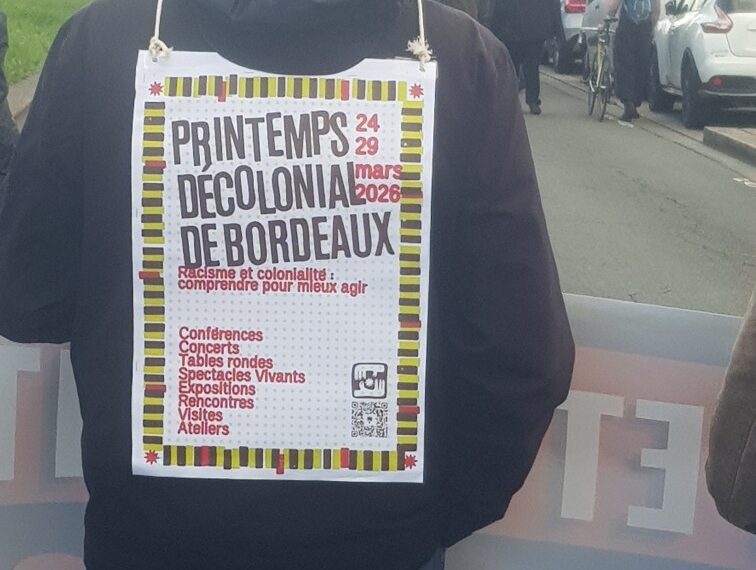 PRINTEMPS
DÉCOLONIAL
DE BORDEAUX
24
29
mars
2026
Racisme et colonialité :
comprendre pour mieux agir
Conférences
Concerts
Tables rondes
Spectacles Vivants
Expositions
Rencontres
Visites
Ateliers
ET